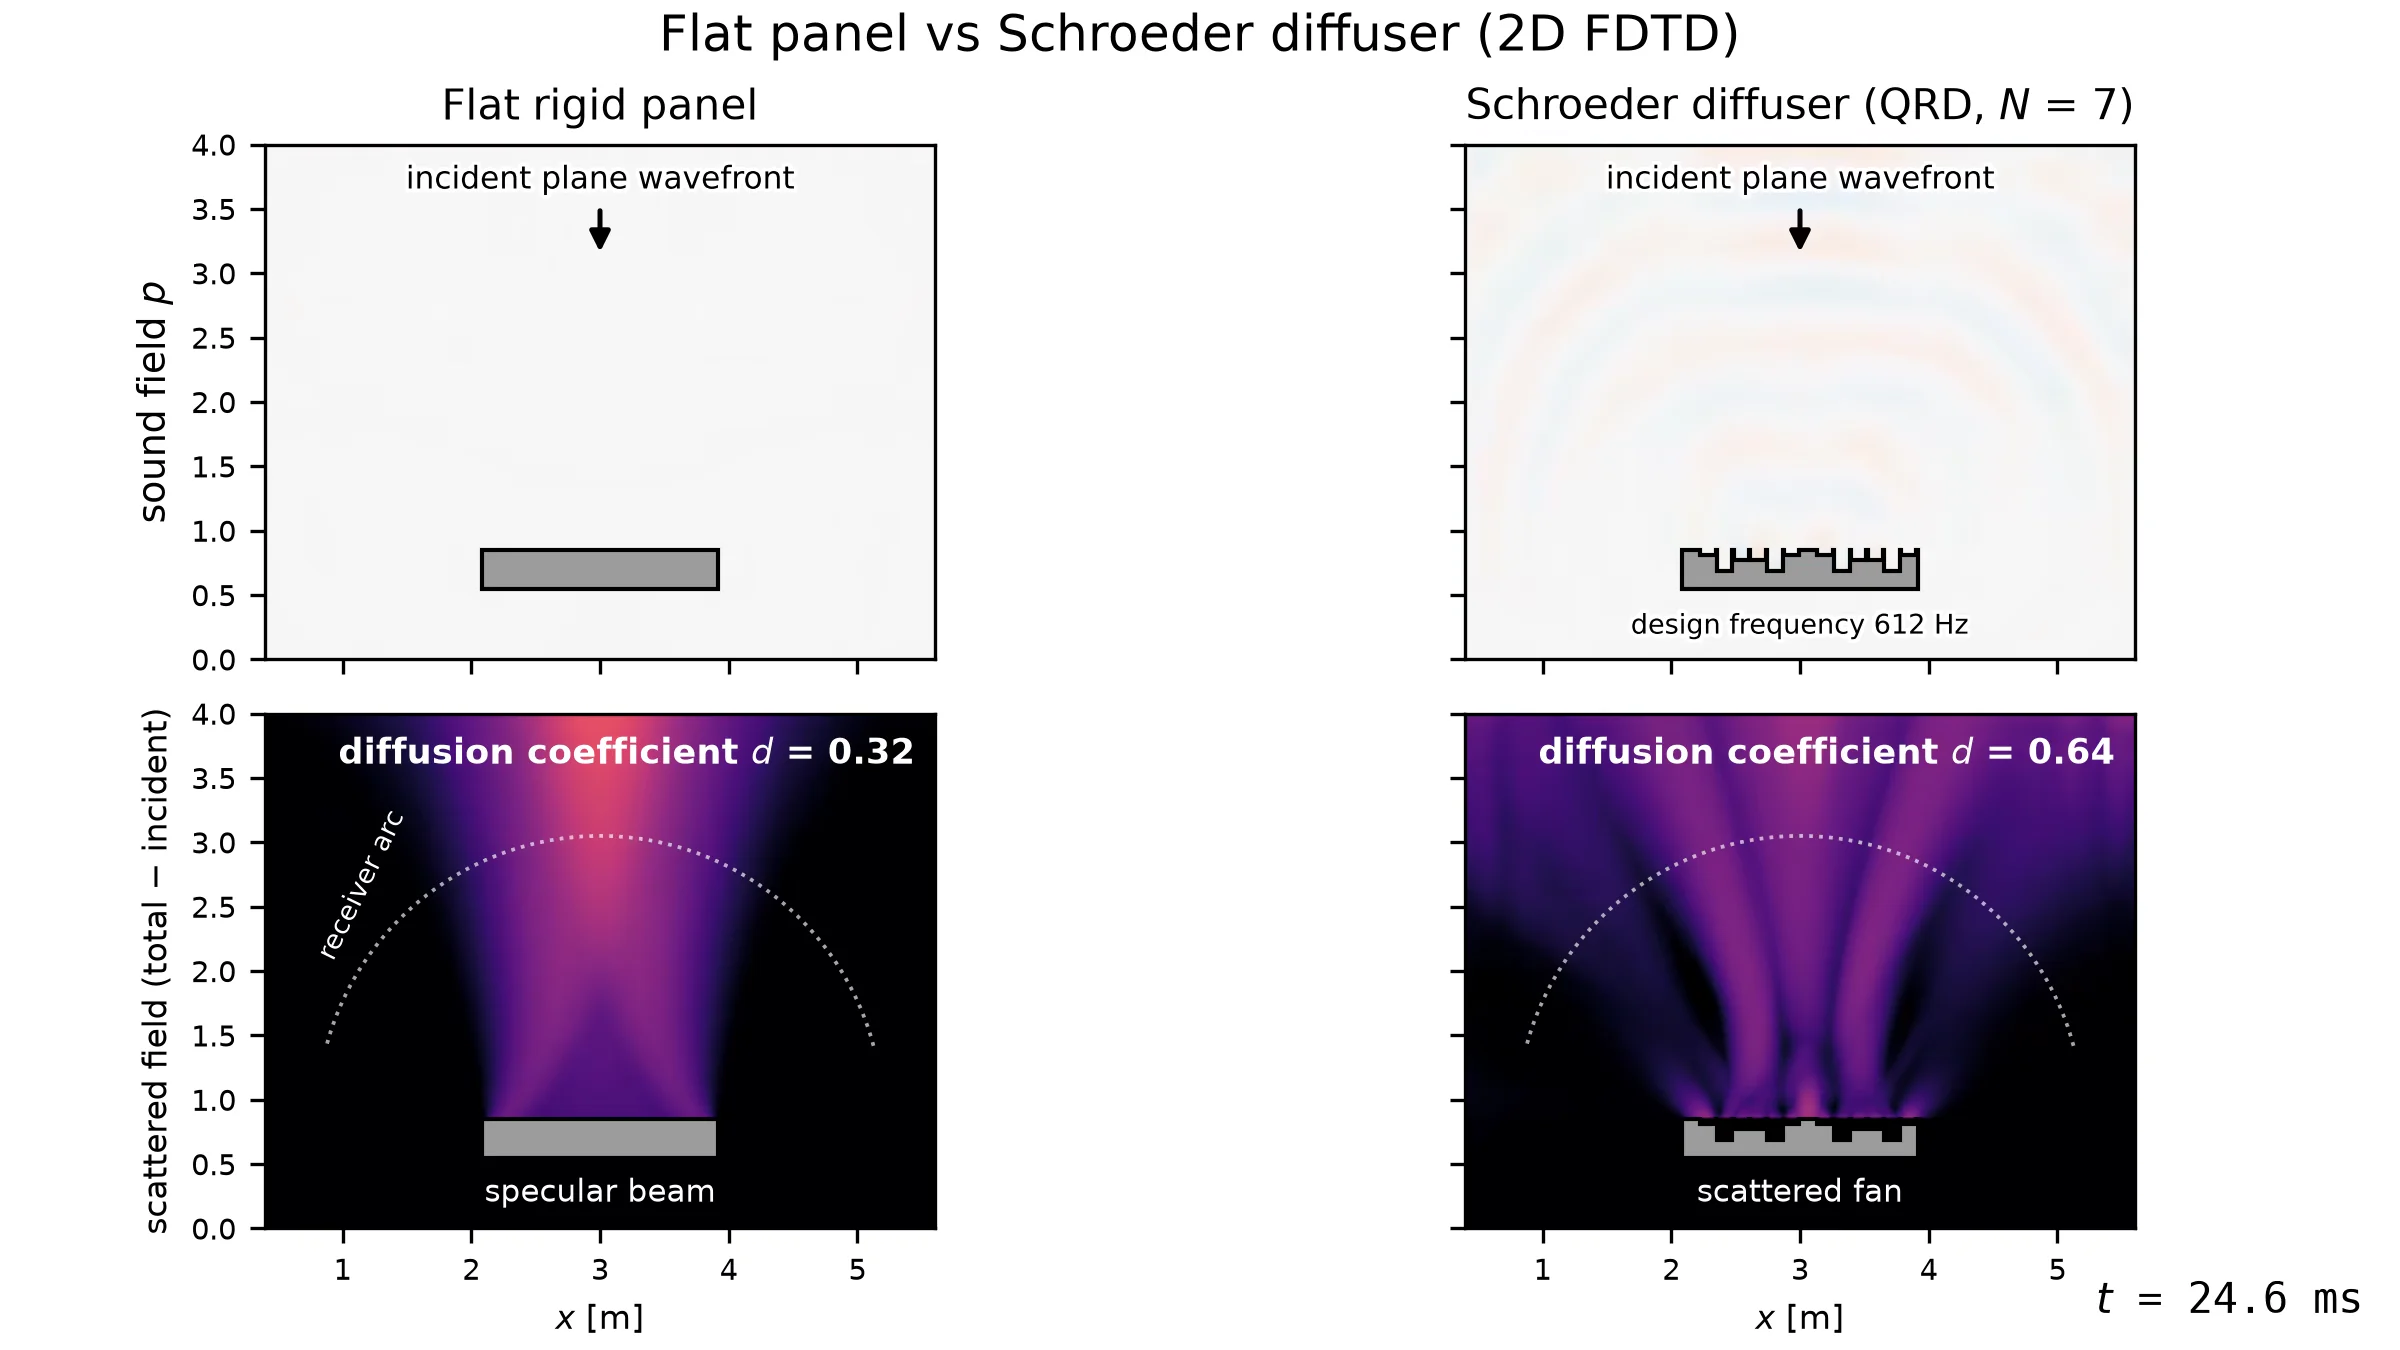 Flat panel vs Schroeder diffuser (2D FDTD)
Flat rigid panel
Schroeder diffuser (QRD, N = 7)
sound field p
4.0
3.5
3.0
2.5
2.0
1.5
1.0
0.5
0.0
incident plane wavefront
incident plane wavefront
design frequency 612 Hz
scattered field (total − incident)
4.0
3.5
3.0
2.5
2.0
1.5
1.0
0.5
0.0
diffusion coefficient d = 0.32
receiver arc
specular beam
1 2 3 4 5
x [m]
diffusion coefficient d = 0.64
scattered fan
1 2 3 4 5
x [m]
t = 24.6 ms